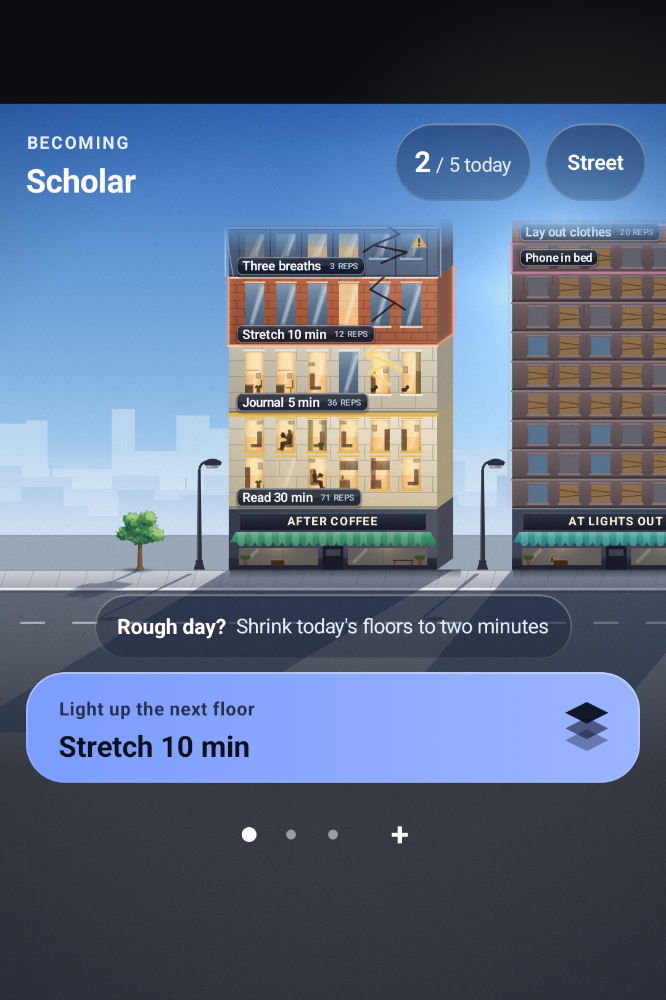 BECOMING
Scholar
2 / 5 today
Street
Lay out clothes 20 REPS
Phone in bed
Three breaths 3 REPS
Stretch 10 min 12 REPS
Journal 5 min 36 REPS
Read 30 min 71 REPS
AFTER COFFEE
AT LIGHTS OUT
Rough day? Shrink today's floors to two minutes
Light up the next floor
Stretch 10 min